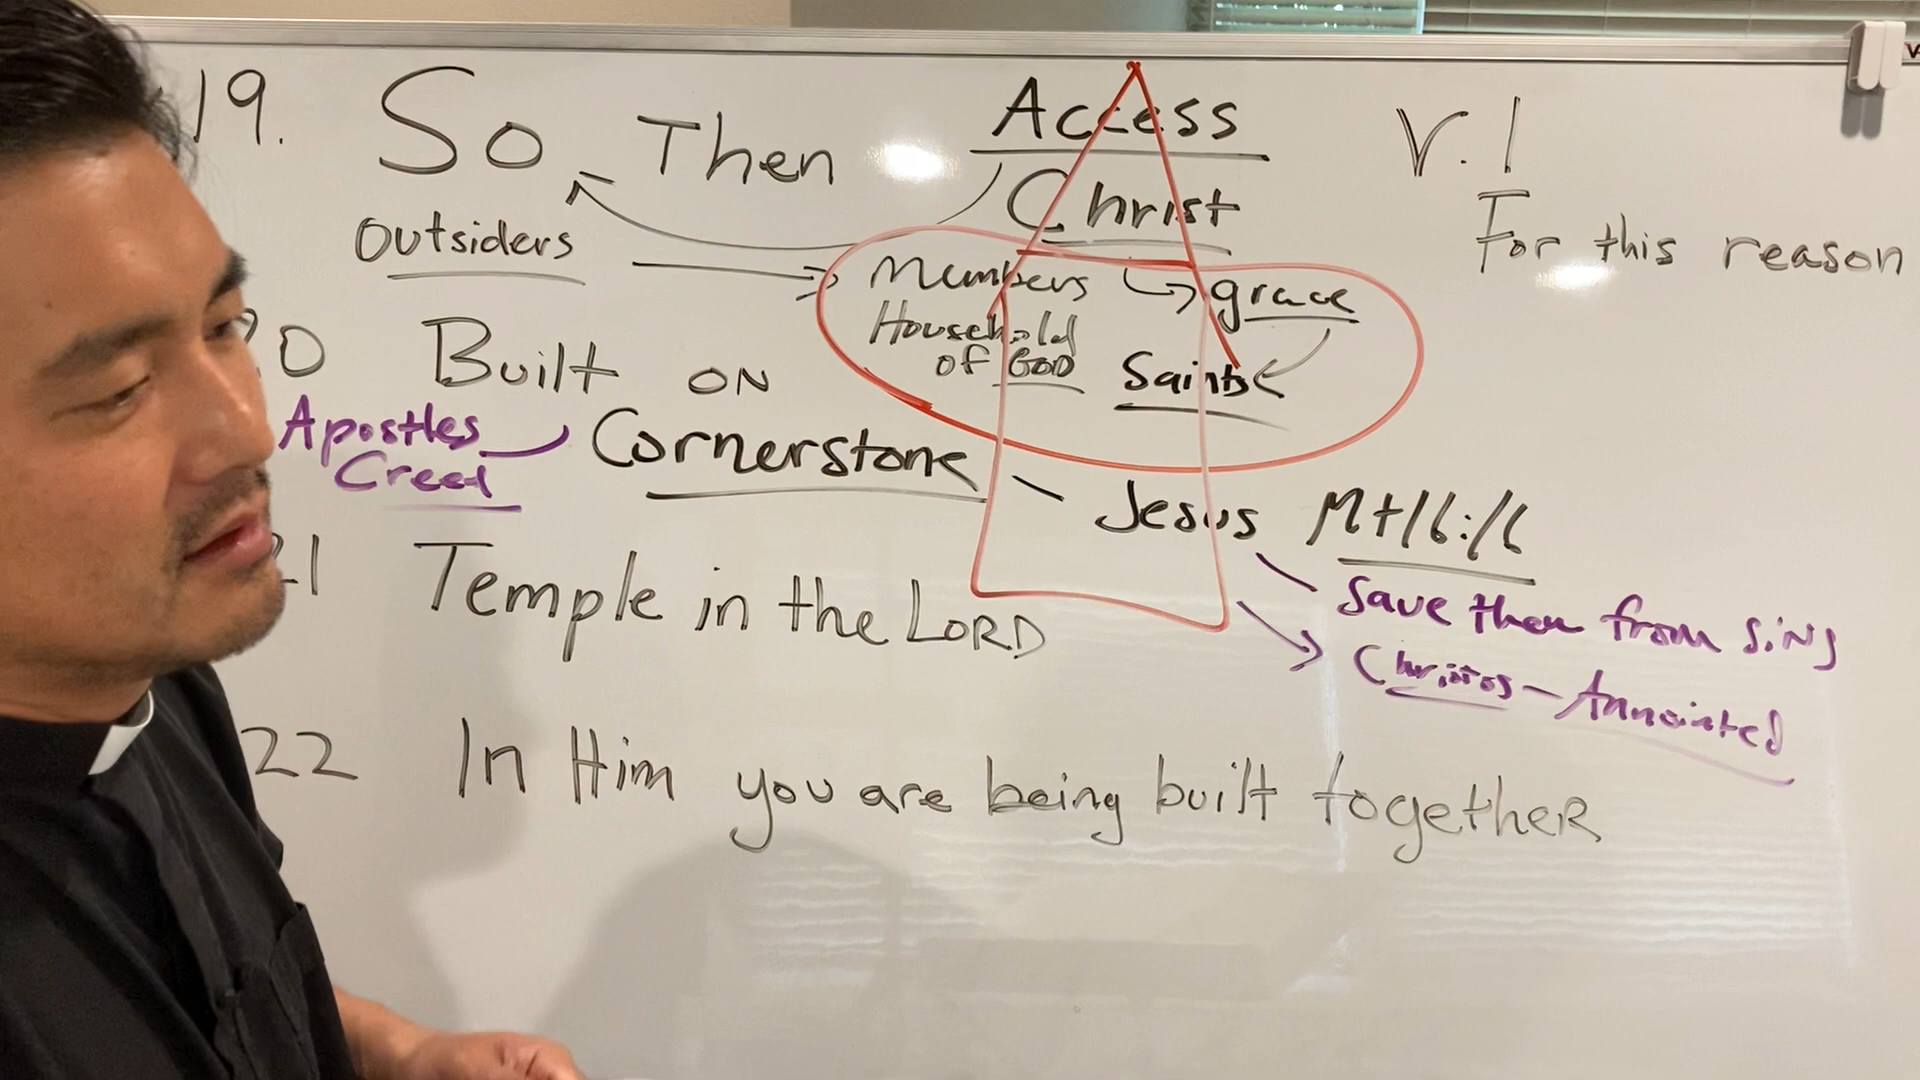 19. So Then Access V. 1
Christ For this reason
Outsiders Members grace
Household
of GOD Saints
20 Built ON
Apostles Cornerstone
Creed
Jesus Mt 16:16
21 Temple in the LORD
Save them from SiNs
Christos - Annointed
22 In Him you are being built together